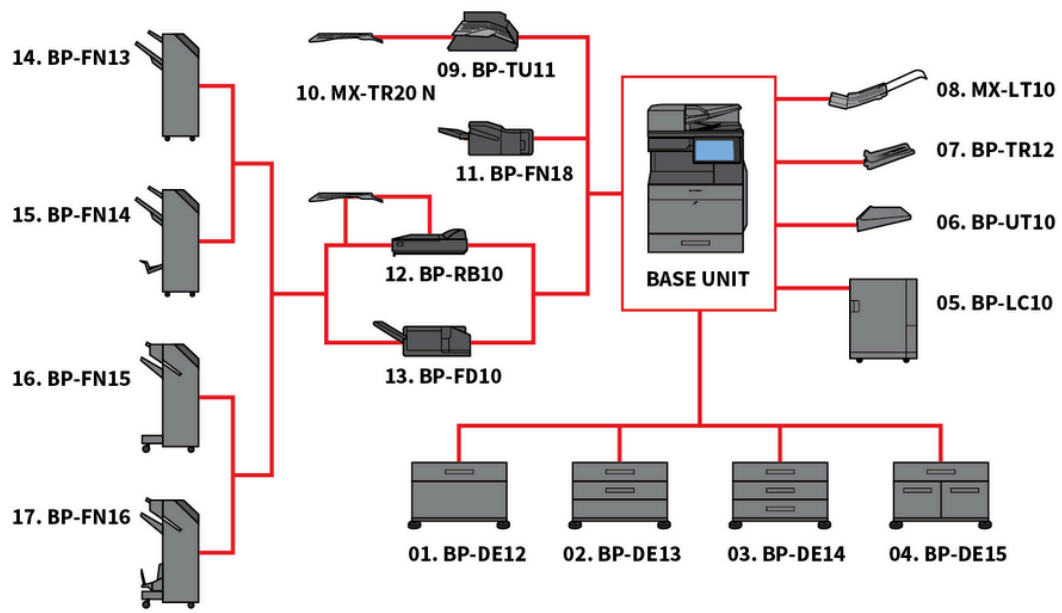 14. BP-FN13
10. MX-TR20 N
09. BP-TU11
08. MX-LT10
07. BP-TR12
11. BP-FN18
15. BP-FN14
06. BP-UT10
12. BP-RB10
BASE UNIT
05. BP-LC10
16. BP-FN15
13. BP-FD10
17. BP-FN16
01. BP-DE12
02. BP-DE13
03. BP-DE14
04. BP-DE15